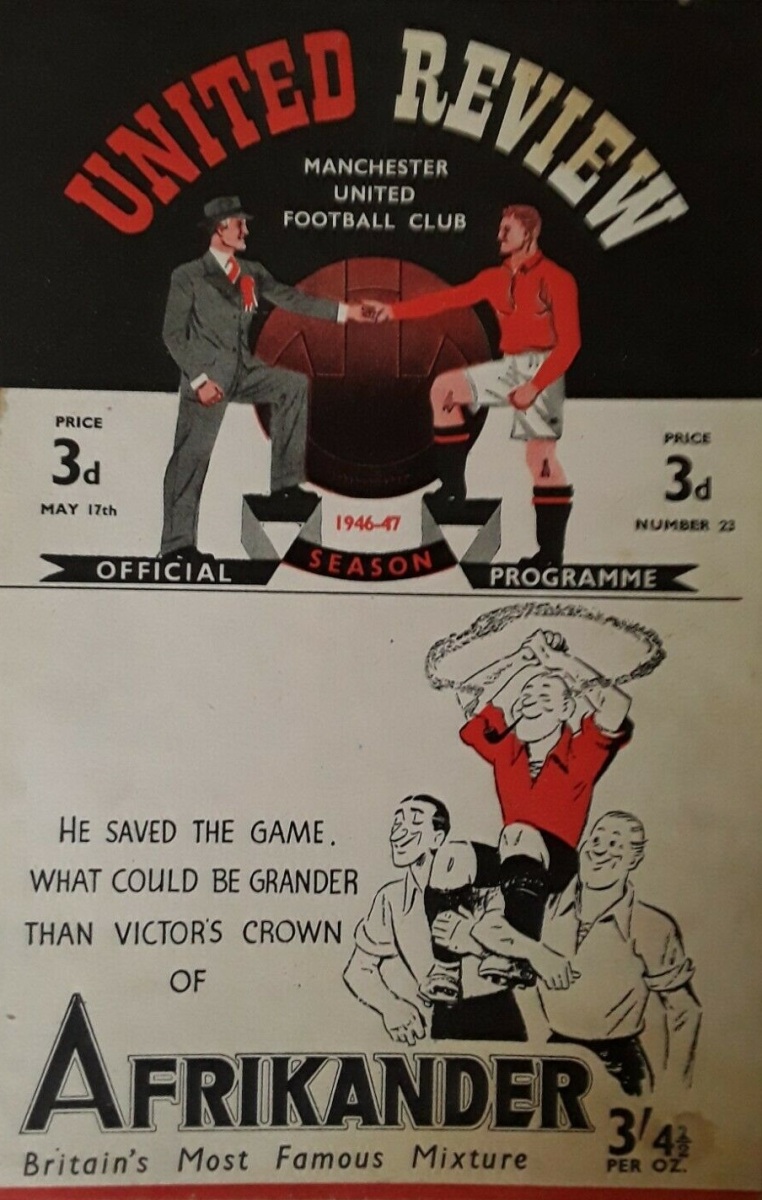 UNITED REVIEW
MANCHESTER
UNITED
FOOTBALL CLUB
PRICE
3d
MAY 17th
PRICE
3d
NUMBER 23
1946-47
OFFICIAL SEASON PROGRAMME
HE SAVED THE GAME.
WHAT COULD BE GRANDER
THAN VICTOR'S CROWN
OF
AFRIKANDER
Britain's Most Famous Mixture
3/4½
PER OZ.